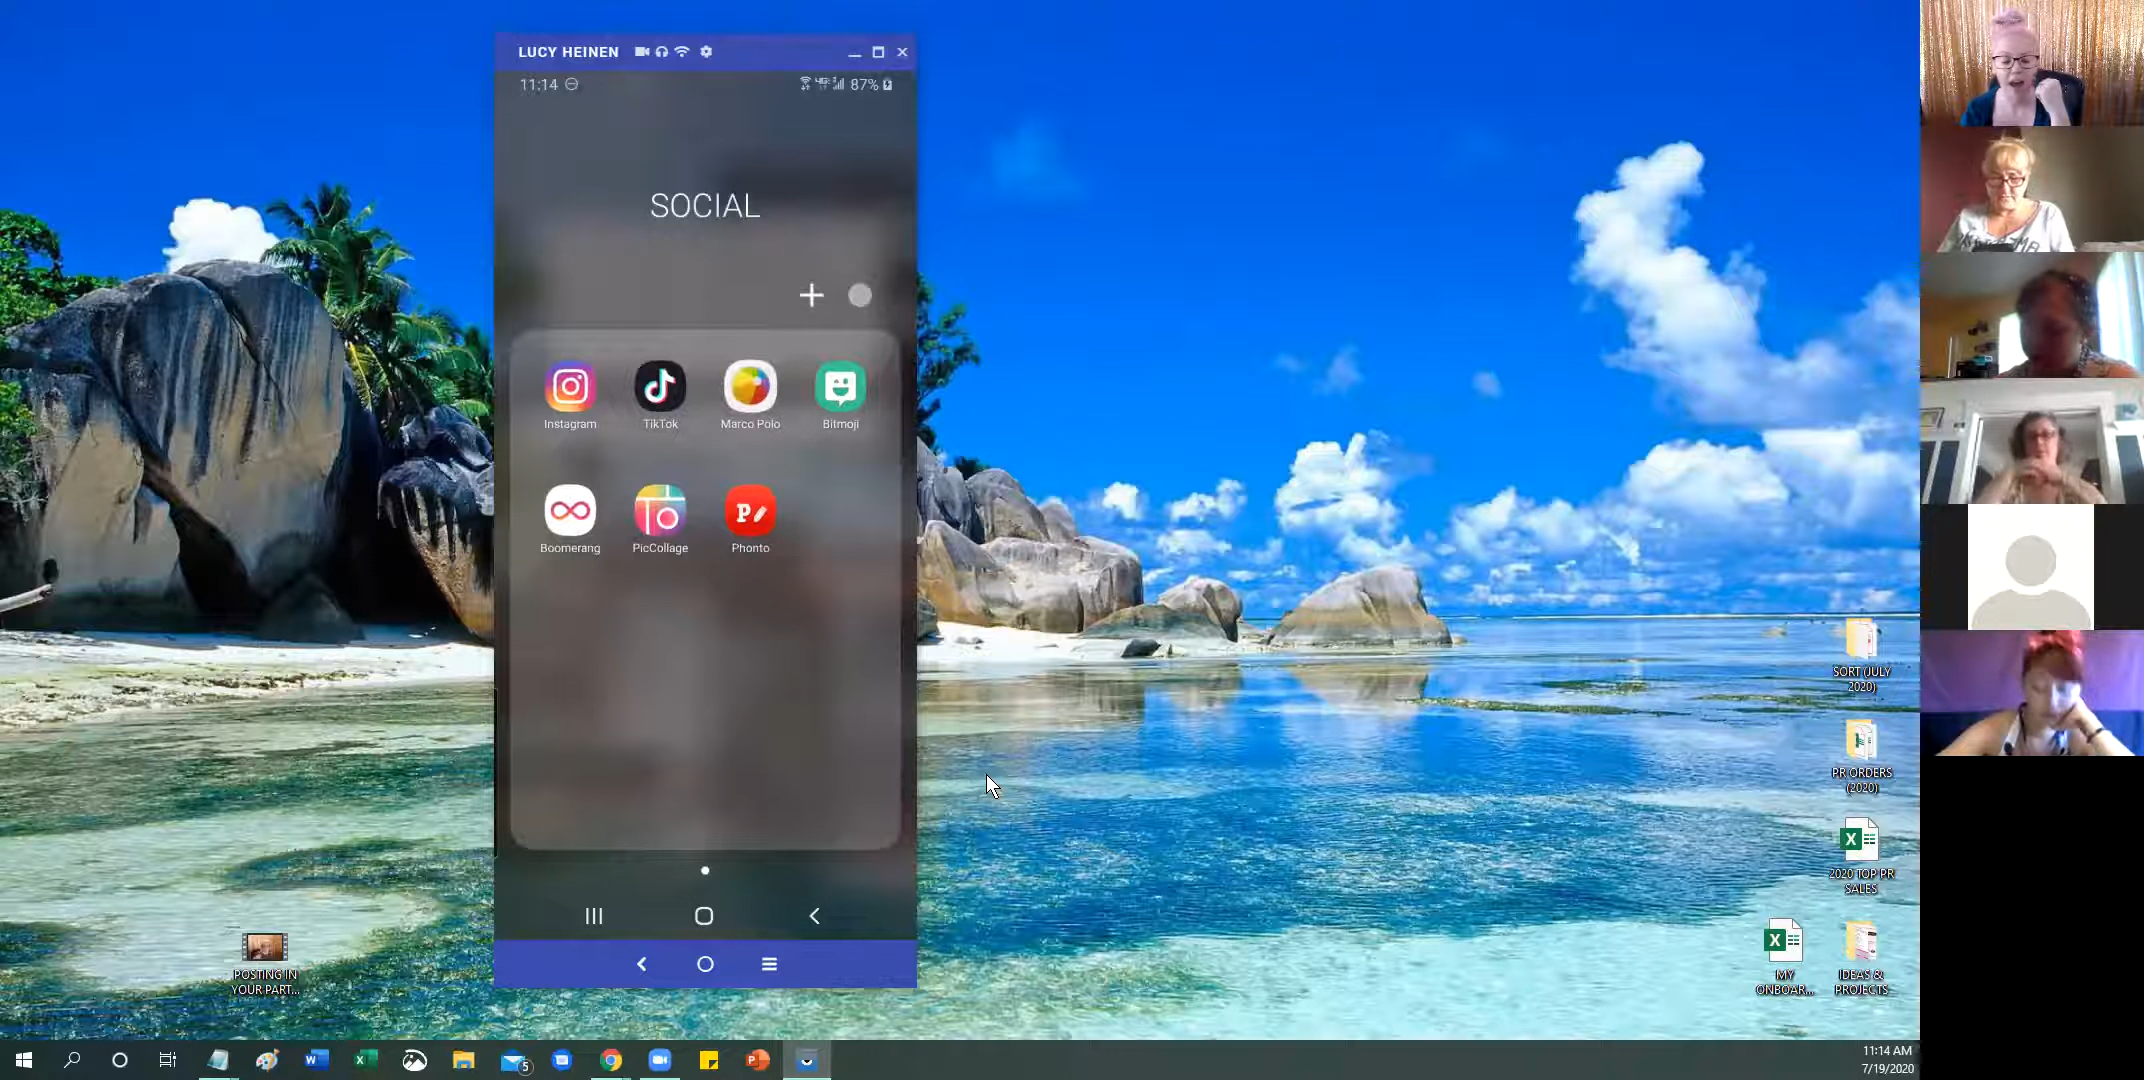 LUCY HEINEN
11:14
87%
SOCIAL
Instagram
TikTok
Marco Polo
Bitmoji
Boomerang
PicCollage
Phonto
SORT (JULY
2020)
PR ORDERS
(2020)
2020 TOP PR
SALES
MY
ONBOAR...
IDEAS &
PROJECTS
POSTING IN
YOUR PART...
5
11:14 AM
7/19/2020